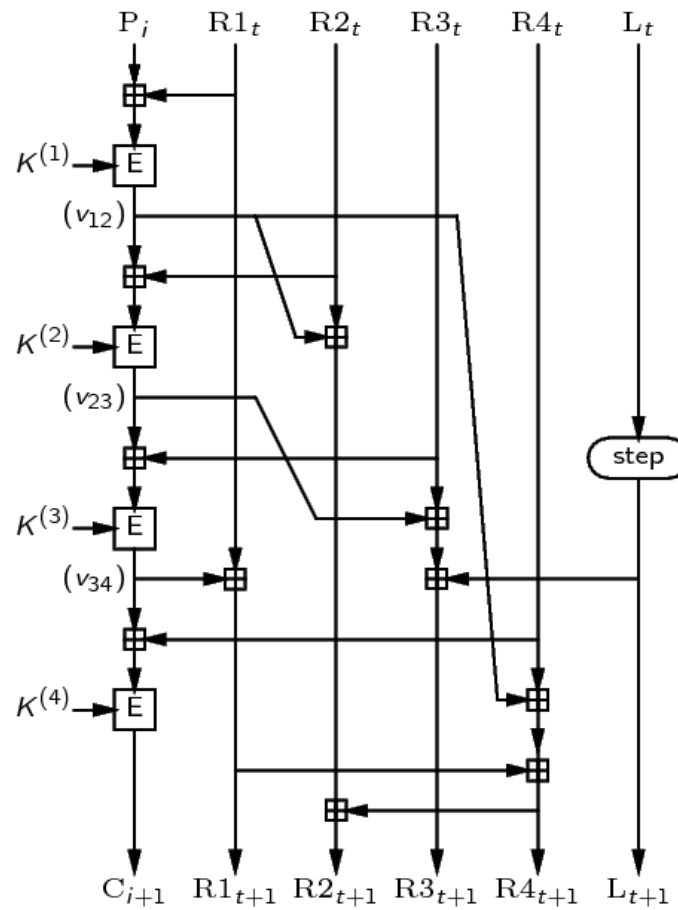 P_i R1_t R2_t R3_t R4_t L_t
K^(1) E
(v_12)
K^(2) E
(v_23)
step
K^(3) E
(v_34)
K^(4) E
C_i+1 R1_t+1 R2_t+1 R3_t+1 R4_t+1 L_t+1